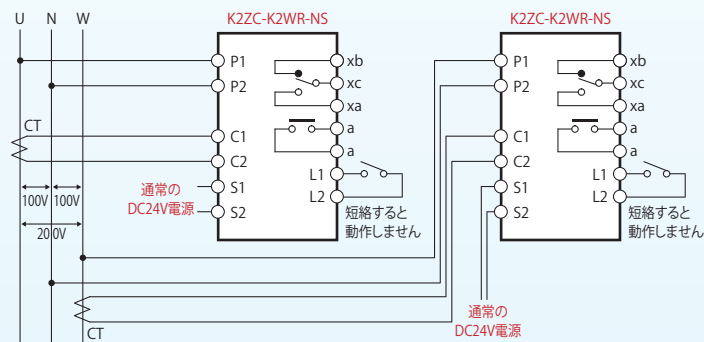 U N W
K2ZC-K2WR-NS
P1
P2
CT
C1
C2
通常の
DC24V電源
S1
S2
100V 100V
200V
xb
xc
xa
a
a
L1
L2
短絡すると
動作しません
CT
K2ZC-K2WR-NS
P1
P2
C1
C2
S1
S2
通常の
DC24V電源
xb
xc
xa
a
a
L1
L2
短絡すると
動作しません